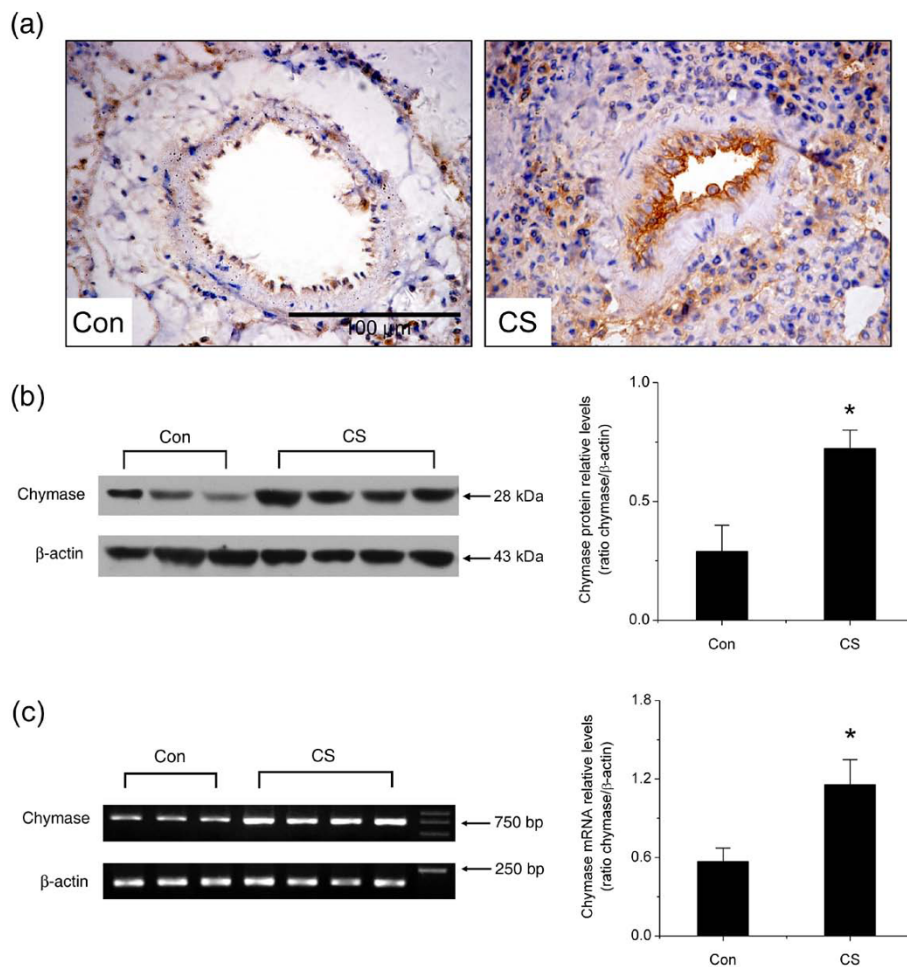 (a)
Con
100 μm
CS
(b)
Con CS
Chymase 28 kDa
β-actin 43 kDa
Chymase protein relative levels
(ratio chymase/β-actin)
1.0
0.5
0.0
*
Con CS
(c)
Con CS
Chymase 750 bp
250 bp
β-actin
Chymase mRNA relative levels
(ratio chymase/β-actin)
1.8
1.2
0.6
0.0
*
Con CS